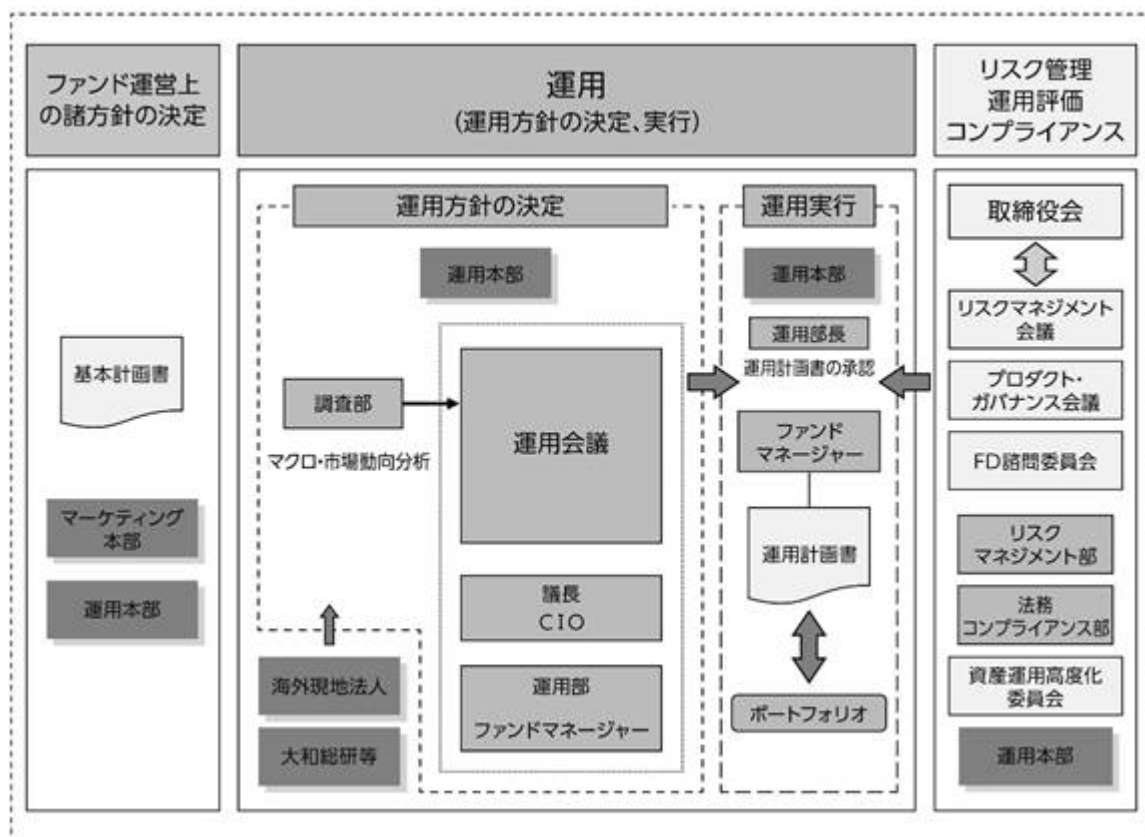 ファンド運営上
の諸方針の決定
運用
(運用方針の決定、実行)
リスク管理
運用評価
コンプライアンス
基本計画書
マーケティング
本部
運用本部
運用方針の決定
運用本部
調査部
マクロ・市場動向分析
運用会議
議長
CIO
運用部
ファンドマネージャー
海外現地法人
大和総研等
運用実行
運用本部
運用部長
運用計画書の承認
ファンド
マネージャー
運用計画書
ポートフォリオ
取締役会
リスクマネジメント
会議
プロダクト・
ガバナンス会議
FD諮問委員会
リスク
マネジメント部
法務
コンプライアンス部
資産運用高度化
委員会
運用本部